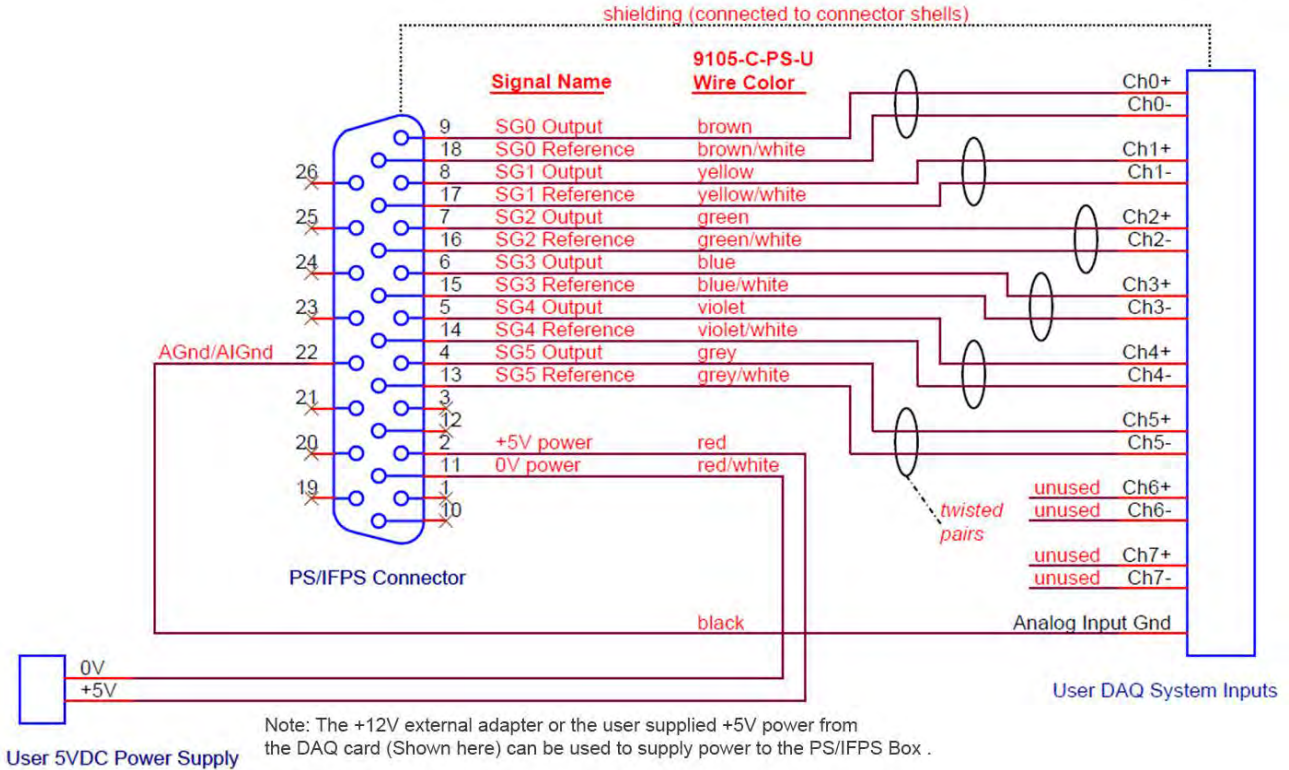 shielding (connected to connector shells)
Signal Name
9105-C-PS-U
Wire Color
9 SG0 Output brown
18 SG0 Reference brown/white
8 SG1 Output yellow
17 SG1 Reference yellow/white
7 SG2 Output green
16 SG2 Reference green/white
6 SG3 Output blue
15 SG3 Reference blue/white
5 SG4 Output violet
14 SG4 Reference violet/white
4 SG5 Output grey
13 SG5 Reference grey/white
3
12
2 +5V power red
11 0V power red/white
1
10
26
25
24
23
AGnd/AIGnd 22
21
20
19
PS/IFPS Connector
Ch0+
Ch0-
Ch1+
Ch1-
Ch2+
Ch2-
Ch3+
Ch3-
Ch4+
Ch4-
Ch5+
Ch5-
unused Ch6+
unused Ch6-
unused Ch7+
unused Ch7-
twisted
pairs
black
Analog Input Gnd
User DAQ System Inputs
0V
+5V
User 5VDC Power Supply
Note: The +12V external adapter or the user supplied +5V power from
the DAQ card (Shown here) can be used to supply power to the PS/IFPS Box .